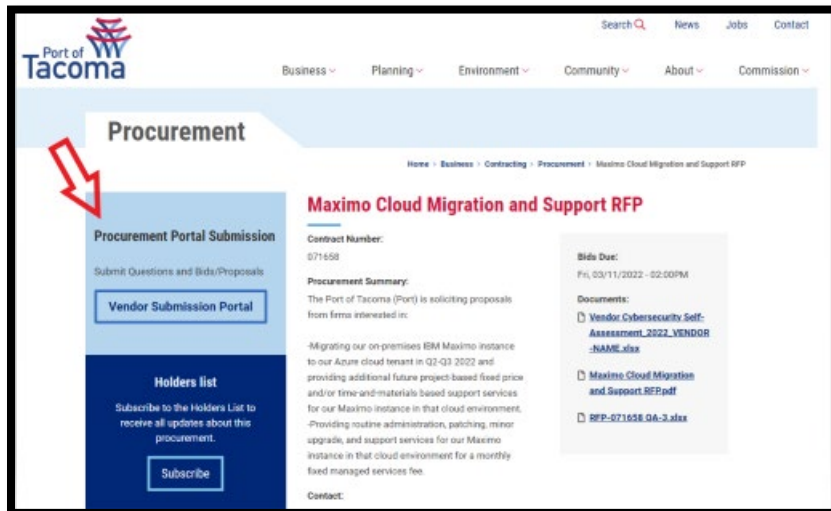 Port of
Tacoma
Search
News
Jobs
Contact
Business
Planning
Environment
Community
About
Commission
Procurement
Home > Business > Contracting > Procurement > Maximo Cloud Migration and Support RFP
Procurement Portal Submission
Submit Questions and Bids/Proposals
Vendor Submission Portal
Holders list
Subscribe to the Holders List to
receive all updates about this
procurement.
Subscribe
Maximo Cloud Migration and Support RFP
Contract Number:
071658
Procurement Summary:
The Port of Tacoma (Port) is soliciting proposals
from firms interested in:
-Migrating our on-premises IBM Maximo instance
to our Azure cloud tenant in Q2-Q3 2022 and
providing additional future project-based fixed price
and/or time-and-materials based support services
for our Maximo instance in that cloud environment.
-Providing routine administration, patching, minor
upgrade, and support services for our Maximo
instance in that cloud environment for a monthly
fixed managed services fee.
Contact:
Bids Due:
Fri, 03/11/2022 - 02:00PM
Documents:
Vendor Cybersecurity Self-
Assessment_2022_VENDOR
-NAME.xlsx
Maximo Cloud Migration
and Support RFP.pdf
RFP-071658 QA-3.xlsx